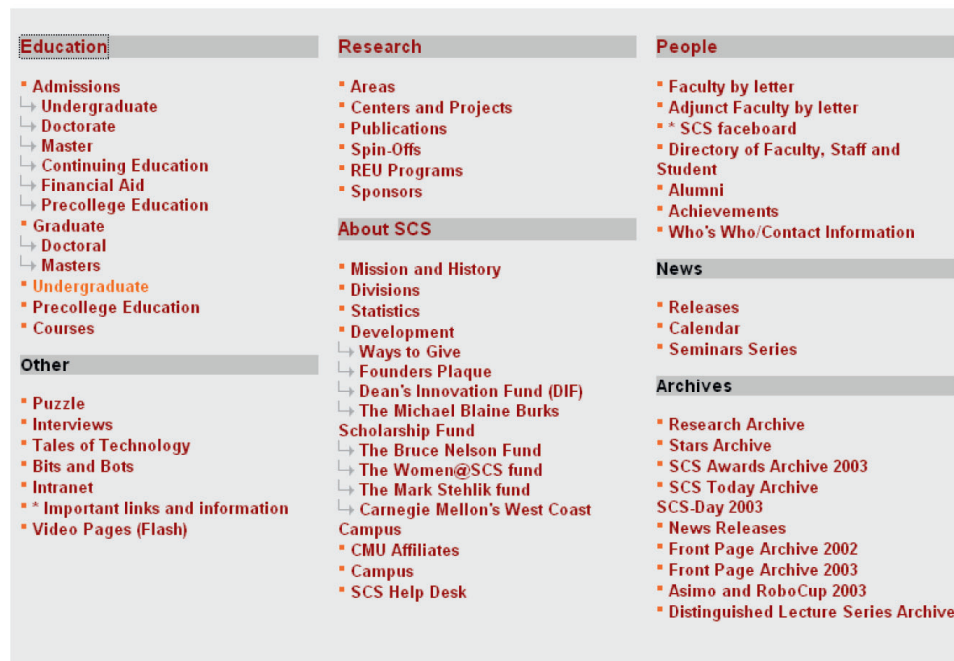 Education
Admissions
Undergraduate
Doctorate
Master
Continuing Education
Financial Aid
Precollege Education
Graduate
Doctoral
Masters
Undergraduate
Precollege Education
Courses
Other
Puzzle
Interviews
Tales of Technology
Bits and Bots
Intranet
* Important links and information
Video Pages (Flash)
Research
Areas
Centers and Projects
Publications
Spin-Offs
REU Programs
Sponsors
About SCS
Mission and History
Divisions
Statistics
Development
Ways to Give
Founders Plaque
Dean's Innovation Fund (DIF)
The Michael Blaine Burks
Scholarship Fund
The Bruce Nelson Fund
The Women@SCS fund
The Mark Stehlik fund
Carnegie Mellon's West Coast
Campus
CMU Affiliates
Campus
SCS Help Desk
People
Faculty by letter
Adjunct Faculty by letter
* SCS faceboard
Directory of Faculty, Staff and
Student
Alumni
Achievements
Who's Who/Contact Information
News
Releases
Calendar
Seminars Series
Archives
Research Archive
Stars Archive
SCS Awards Archive 2003
SCS Today Archive
SCS-Day 2003
News Releases
Front Page Archive 2002
Front Page Archive 2003
Asimo and RoboCup 2003
Distinguished Lecture Series Archive